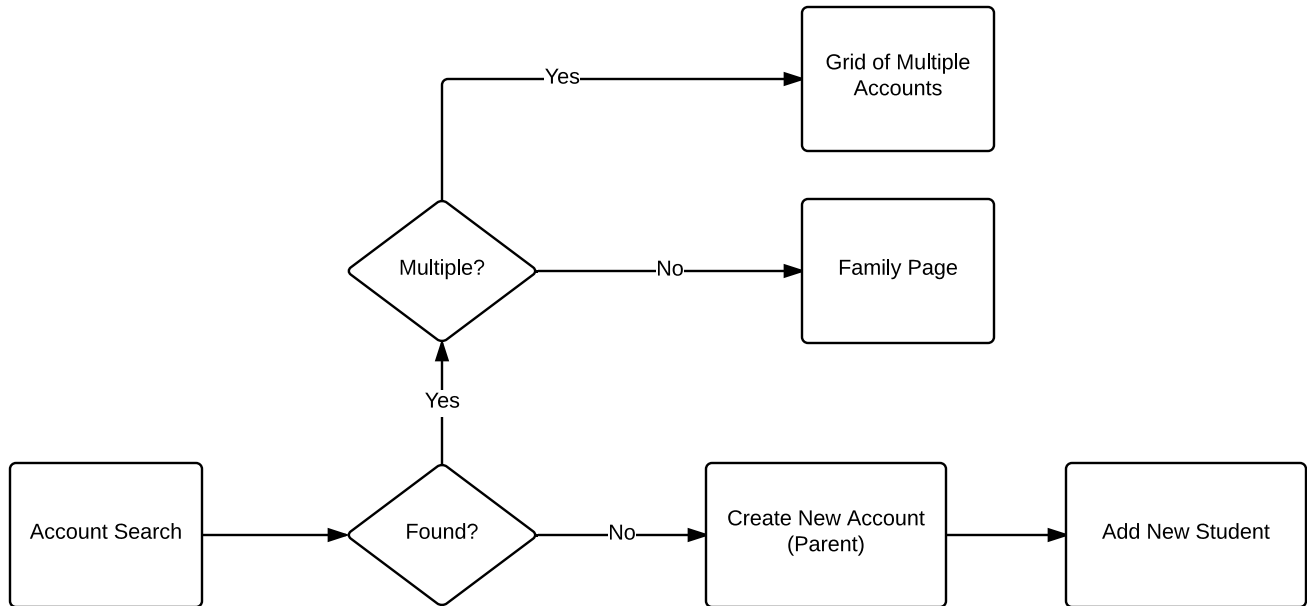 Grid of Multiple
Accounts
Yes
Multiple?
No
Family Page
Yes
Account Search
Found?
No
Create New Account
(Parent)
Add New Student